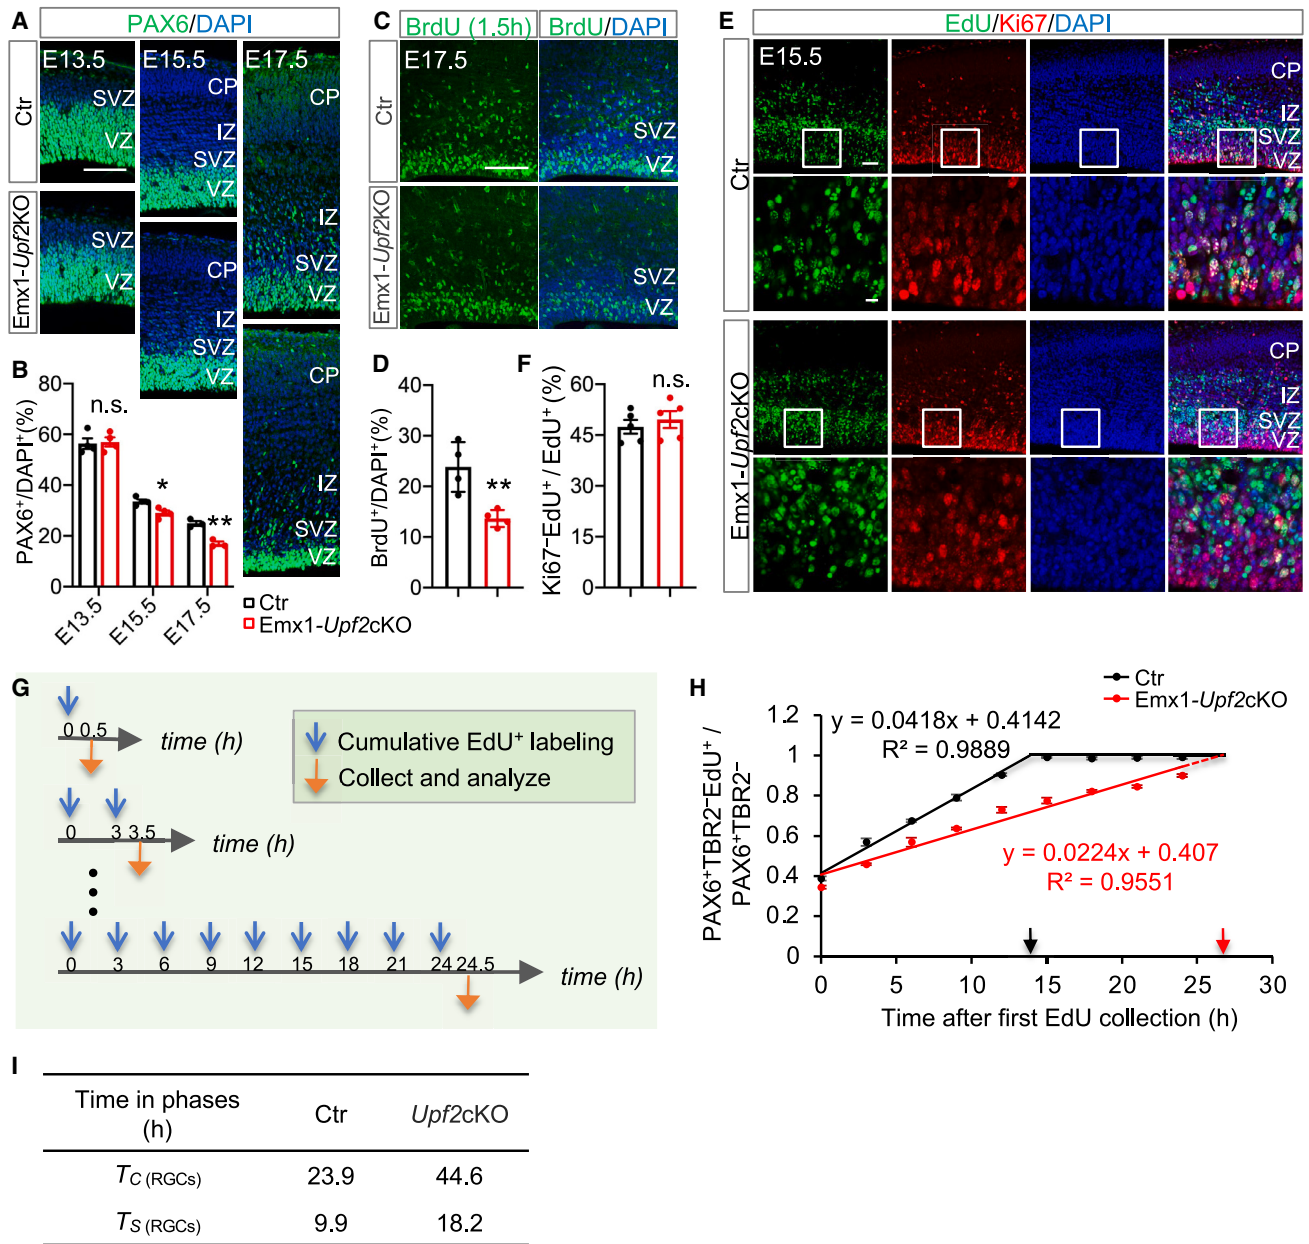 A
PAX6/DAPI
Ctr
Emx1-Upf2KO
E13.5
SVZ
VZ
SVZ
VZ
E15.5
CP
IZ
SVZ
VZ
CP
IZ
SVZ
VZ
E17.5
CP
IZ
SVZ
VZ
CP
IZ
SVZ
VZ
B
PAX6⁺/DAPI⁺(%)
80
60
40
20
0
n.s.
*
**
E13.5
E15.5
E17.5
Ctr
Emx1-Upf2cKO
C
BrdU (1.5h)
BrdU/DAPI
Ctr
Emx1-Upf2KO
E17.5
SVZ
VZ
SVZ
VZ
D
BrdU⁺/DAPI⁺(%)
40
30
20
10
0
**
F
Ki67⁻EdU⁺ / EdU⁺ (%)
60
45
30
15
0
n.s.
E
EdU/Ki67/DAPI
Ctr
Emx1-Upf2cKO
E15.5
CP
IZ
SVZ
VZ
CP
IZ
SVZ
VZ
G
0 0.5
time (h)
0 3 3.5
time (h)
0 3 6 9 12 15 18 21 24 24.5
time (h)
Cumulative EdU⁺ labeling
Collect and analyze
H
Ctr
Emx1-Upf2cKO
PAX6⁺TBR2⁻EdU⁺ /
PAX6⁺TBR2⁻
1.2
1
0.8
0.6
0.4
0.2
0
y = 0.0418x + 0.4142
R² = 0.9889
y = 0.0224x + 0.407
R² = 0.9551
0 5 10 15 20 25 30
Time after first EdU collection (h)
I
Time in phases
(h)
Ctr
Upf2cKO
T_C (RGCs) 23.9 44.6
T_S (RGCs) 9.9 18.2